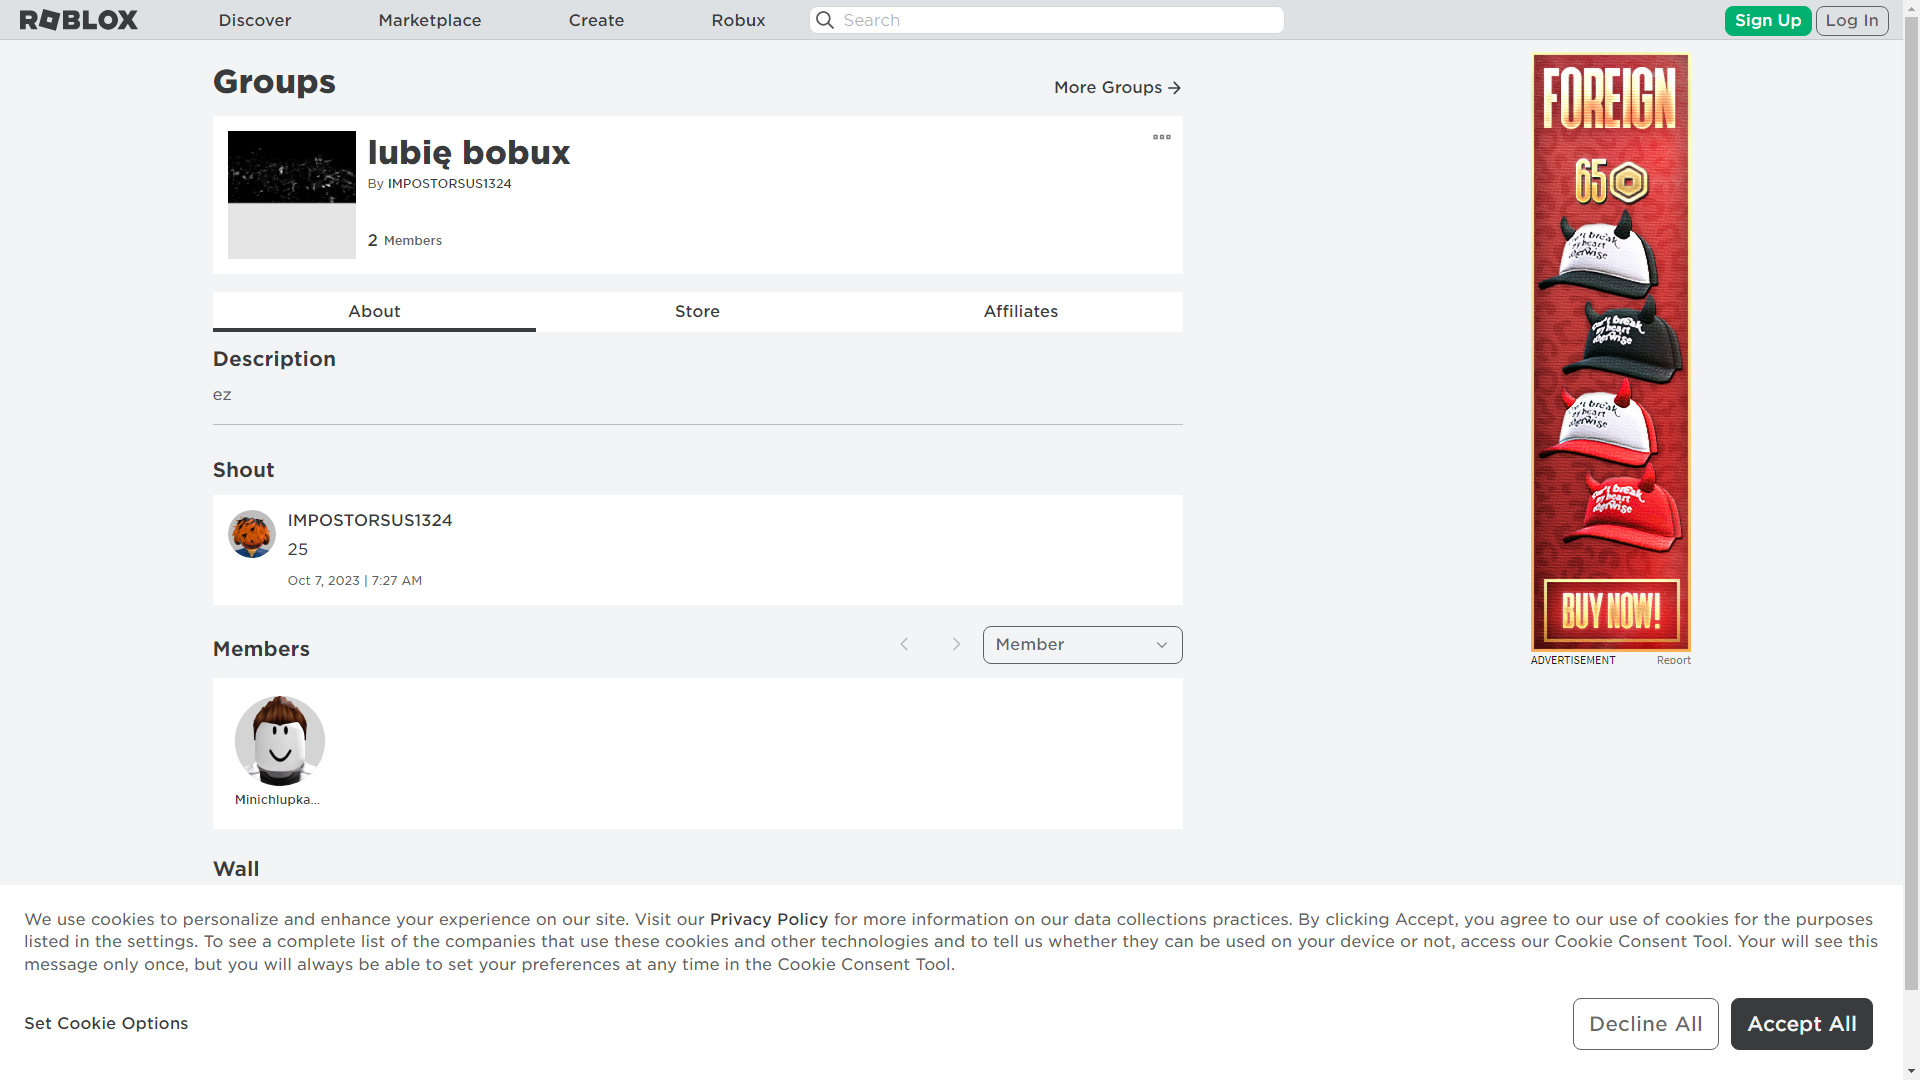 ROBLOX
Discover
Marketplace
Create
Robux
Search
Sign Up
Log In
Groups
More Groups
lubię bobux
By IMPOSTORSUS1324
2 Members
About
Store
Affiliates
Description
ez
Shout
IMPOSTORSUS1324
25
Oct 7, 2023 | 7:27 AM
Members
Member
Minichlupka...
Wall
FOREIGN
65
BUY NOW!
ADVERTISEMENT
Report
We use cookies to personalize and enhance your experience on our site. Visit our Privacy Policy for more information on our data collections practices. By clicking Accept, you agree to our use of cookies for the purposes
listed in the settings. To see a complete list of the companies that use these cookies and other technologies and to tell us whether they can be used on your device or not, access our Cookie Consent Tool. Your will see this
message only once, but you will always be able to set your preferences at any time in the Cookie Consent Tool.
Set Cookie Options
Decline All
Accept All